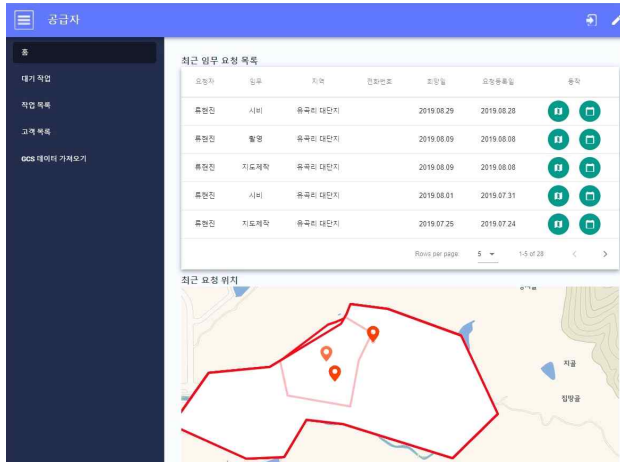 공급자
홈
대기 작업
작업 목록
고객 목록
GCS 데이터 가져오기
최근 임무 요청 목록
요청자 임무 지역 전화번호 희망일 요청등록일 동작
류현진 시비 유곡리 대단지 2019.08.29 2019.08.28
류현진 촬영 유곡리 대단지 2019.08.09 2019.08.08
류현진 지도제작 유곡리 대단지 2019.08.09 2019.08.08
류현진 시비 유곡리 대단지 2019.08.01 2019.07.31
류현진 지도제작 유곡리 대단지 2019.07.25 2019.07.24
Rows per page: 5 1-5 of 28
최근 요청 위치
지골
집방골